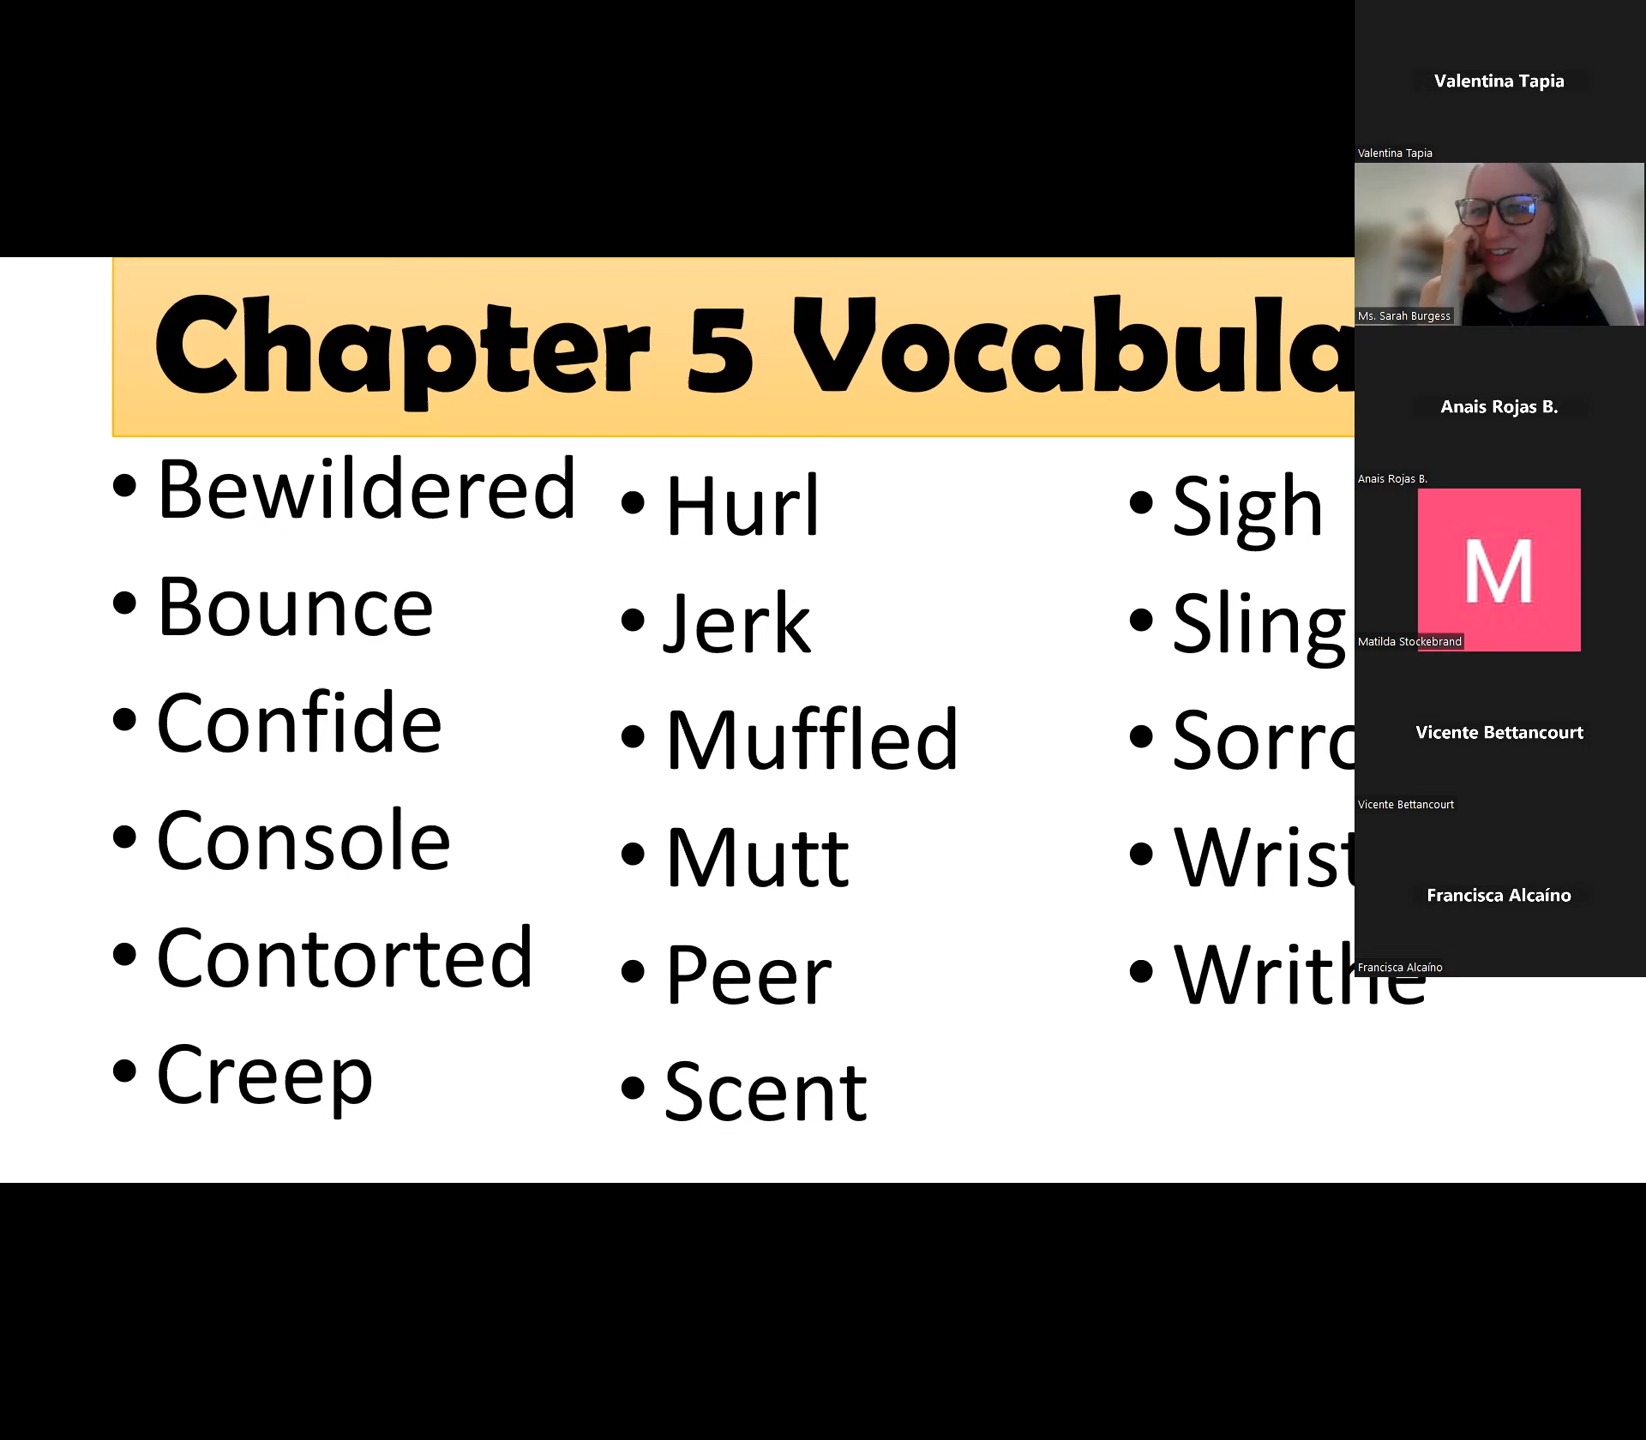 Chapter 5 Vocabula
• Bewildered
• Bounce
• Confide
• Console
• Contorted
• Creep
• Hurl
• Jerk
• Muffled
• Mutt
• Peer
• Scent
• Sigh
• Sling
• Sorro
• Wrist
• Writhe
Valentina Tapia
Valentina Tapia
Ms. Sarah Burgess
Anais Rojas B.
Anais Rojas B.
M
Matilda Stockebrand
Vicente Bettancourt
Vicente Bettancourt
Francisca Alcaíno
Francisca Alcaíno